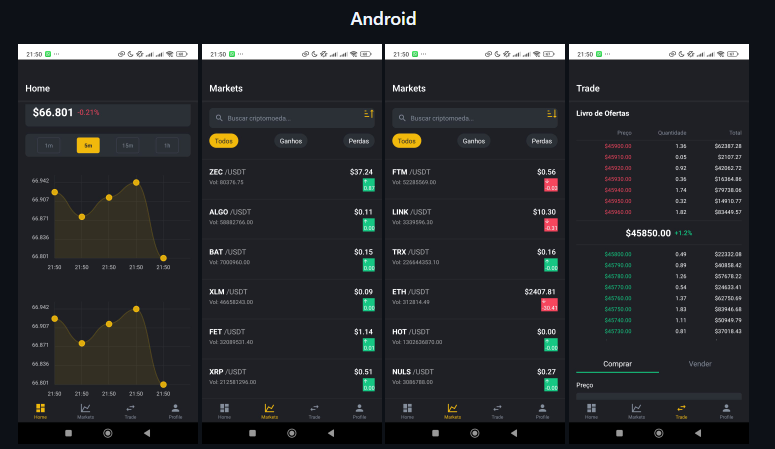 Android
21:50
Home
$66.801 -0.21%
1m 5m 15m 1h
66.942
66.907
66.871
66.836
66.801
21:50 21:50 21:50 21:50 21:50
66.942
66.907
66.871
66.836
66.801
21:50 21:50 21:50 21:50 21:50
Home Markets Trade Profile
21:50
Markets
Buscar criptomoeda...
Todos Ganhos Perdas
ZEC /USDT $37.24
Vol: 80376.75 0.87
ALGO /USDT $0.11
Vol: 58882766.00 0.00
BAT /USDT $0.15
Vol: 7000960.00 0.00
XLM /USDT $0.09
Vol: 46658243.00 0.00
FET /USDT $1.14
Vol: 32089531.40 0.01
XRP /USDT $0.51
Vol: 212581296.00 0.00
Home Markets Trade Profile
21:50
Markets
Buscar criptomoeda...
Todos Ganhos Perdas
FTM /USDT $0.56
Vol: 52285569.00 -0.03
LINK /USDT $10.30
Vol: 3339596.30 -0.31
TRX /USDT $0.16
Vol: 226644353.10 -0.00
ETH /USDT $2407.81
Vol: 312814.49 -30.41
HOT /USDT $0.00
Vol: 1302636870.00 -0.00
NULS /USDT $0.27
Vol: 3086786.00 -0.00
Home Markets Trade Profile
21:50
Trade
Livro de Ofertas
Preço Quantidade Total
$45900.00 1.36 $62387.28
$45910.00 0.05 $2107.27
$45920.00 0.92 $42062.72
$45930.00 0.36 $16364.86
$45940.00 1.74 $79738.06
$45950.00 0.32 $14910.77
$45960.00 1.82 $83449.57
$45850.00 +1.2%
$45800.00 0.49 $22332.08
$45790.00 0.89 $40858.42
$45780.00 1.26 $57678.22
$45770.00 0.54 $24633.41
$45760.00 1.37 $62750.69
$45750.00 1.83 $83946.68
$45740.00 1.11 $50949.79
$45730.00 0.81 $37018.43
Comprar Vender
Preço
Home Markets Trade Profile